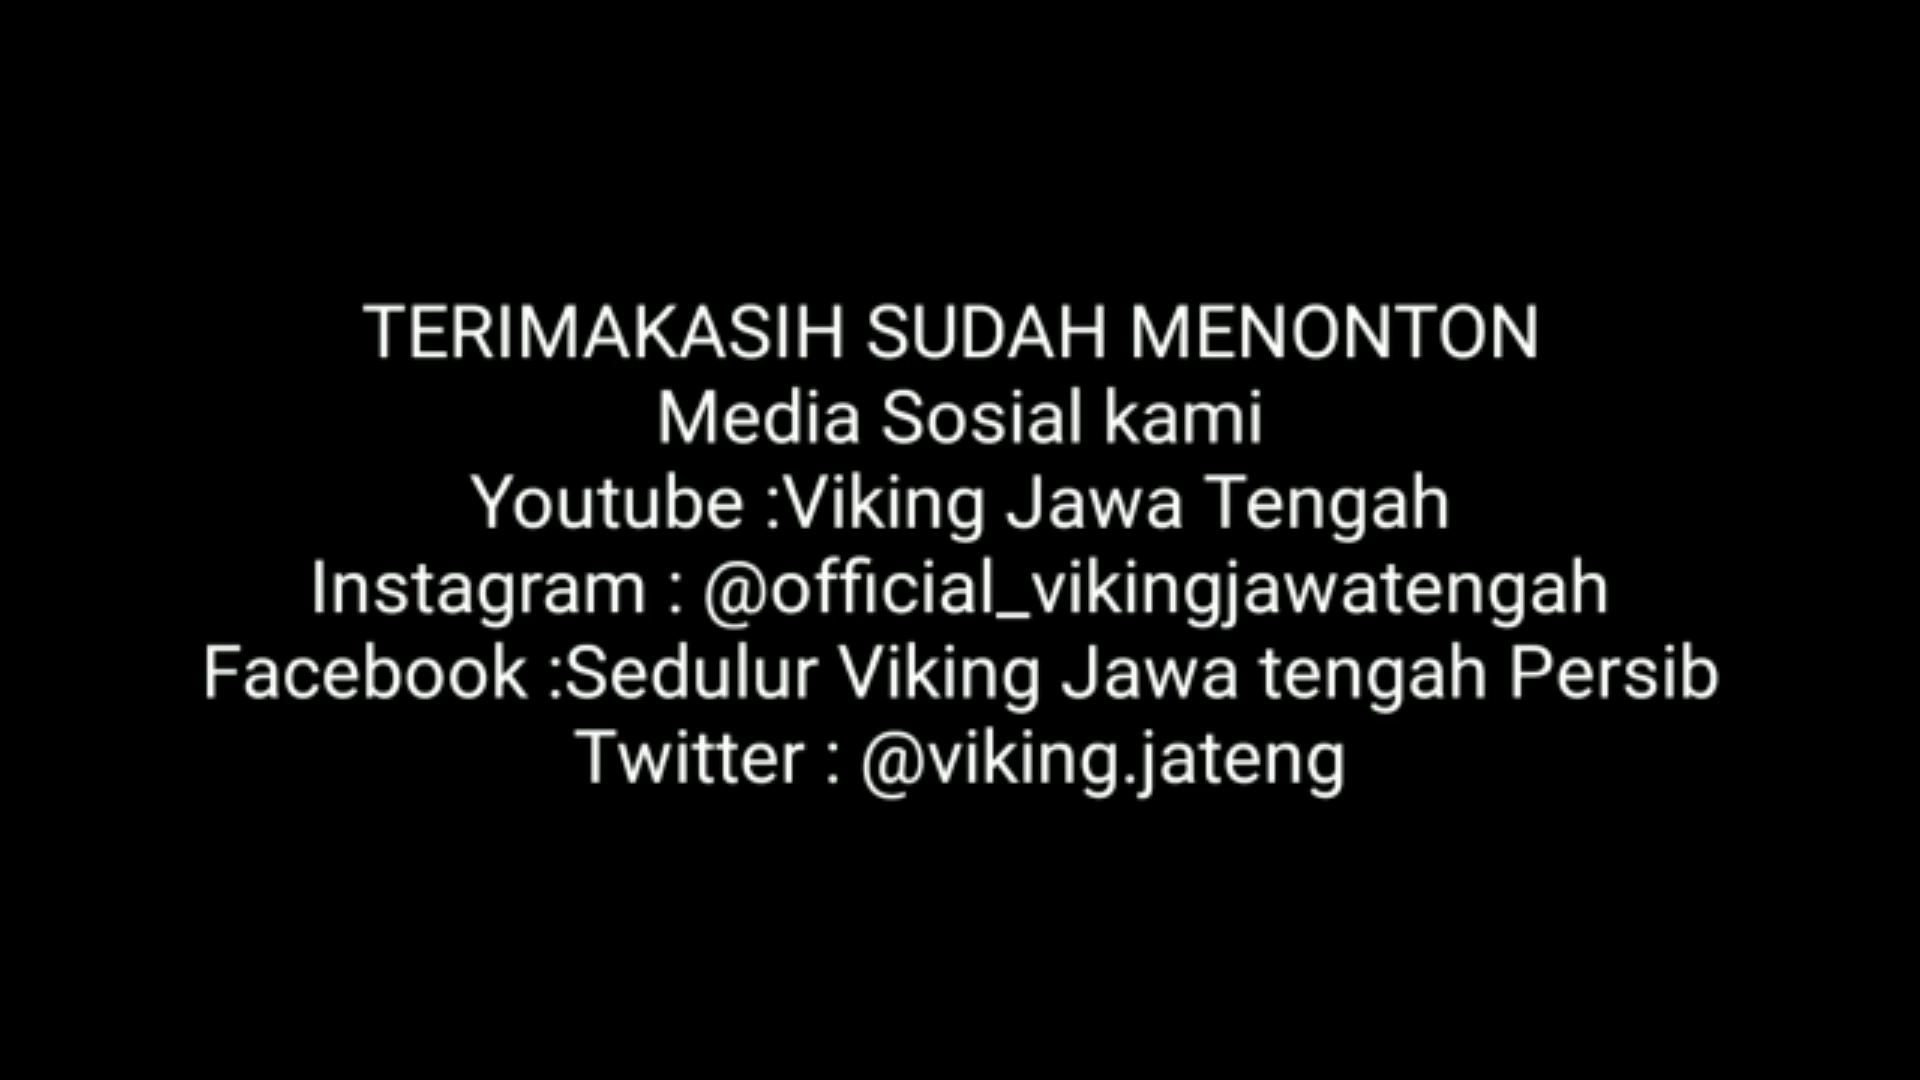 TERIMAKASIH SUDAH MENONTON
Media Sosial kami
Youtube :Viking Jawa Tengah
Instagram : @official_vikingjawatengah
Facebook :Sedulur Viking Jawa tengah Persib
Twitter : @viking.jateng